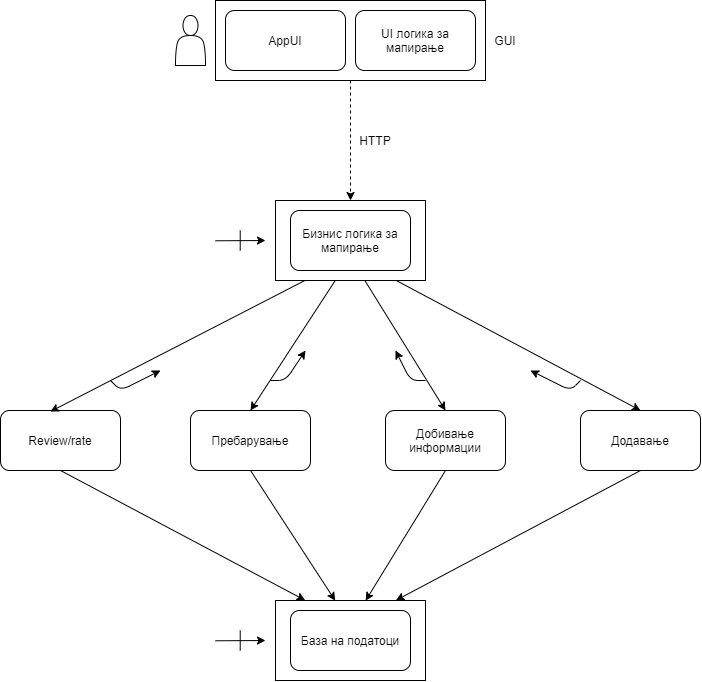 AppUI
UI логика за
мапирање
GUI
HTTP
Бизнис логика за
мапирање
Review/rate
Пребарување
Добивање
информации
Додавање
База на податоци